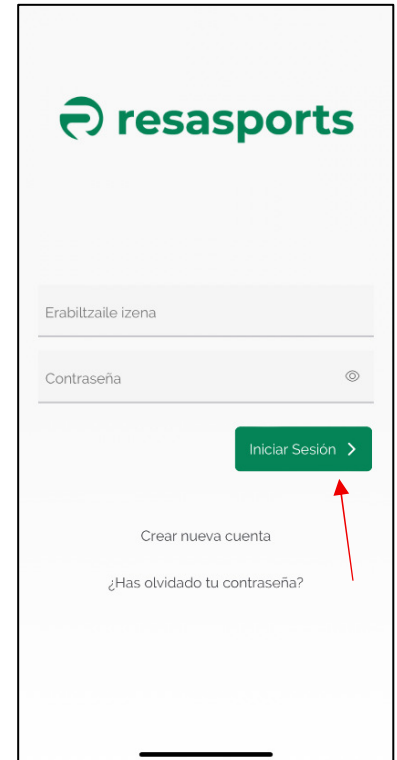 resasports
Erabiltzaile izena
Contraseña
Iniciar Sesión
Crear nueva cuenta
¿Has olvidado tu contraseña?